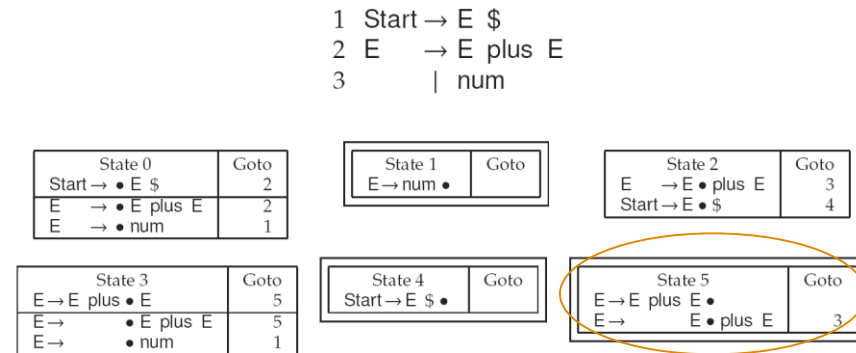 1 Start → E $
2 E → E plus E
3 | num
State 0 Goto
Start → • E $ 2
E → • E plus E 2
E → • num 1
State 1 Goto
E → num •
State 2 Goto
E → E • plus E 3
Start → E • $ 4
State 3 Goto
E → E plus • E 5
E → • E plus E 5
E → • num 1
State 4 Goto
Start → E $ •
State 5 Goto
E → E plus E •
E → E • plus E 3